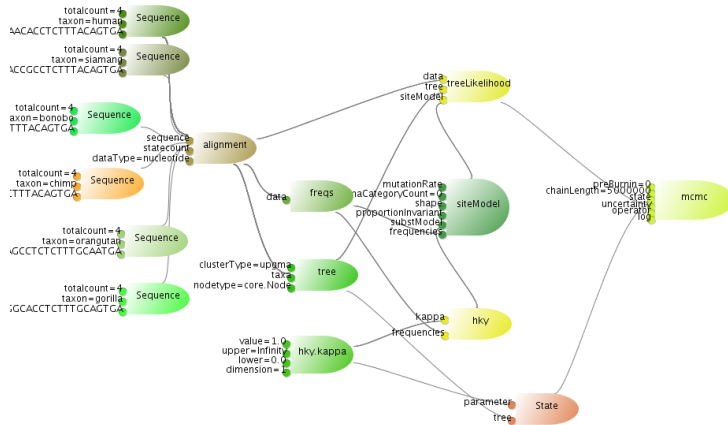 totalcount=4
taxon=human
AACACCTCTTTACAGTGA
Sequence
totalcount=4
taxon=siamang
ACCGCCTCTTTACAGTGA
Sequence
totalcount=4
taxon=bonobo
TTTACAGTGA
Sequence
totalcount=4
taxon=chimp
CTTTACAGTGA
Sequence
totalcount=4
taxon=orangutan
AGCCTCTTTGCAATGA
Sequence
totalcount=4
taxon=gorilla
GGCACCTCTTTGCAGTGA
Sequence
sequence
statecount
dataType=nucleotide
alignment
data
freqs
clusterType=upgma
taxa
nodetype=core.Node
tree
value=1.0
upper=Infinity
lower=0.0
dimension=1
hky.kappa
data
tree
siteModel
treeLikelihood
mutationRate
maCategoryCount=0
shape
proportionInvariant
substModel
frequencies
siteModel
kappa
frequencies
hky
parameter
tree
State
preBurnin=0
chainLength=5000000
state
uncertainty
operator
log
mcmc